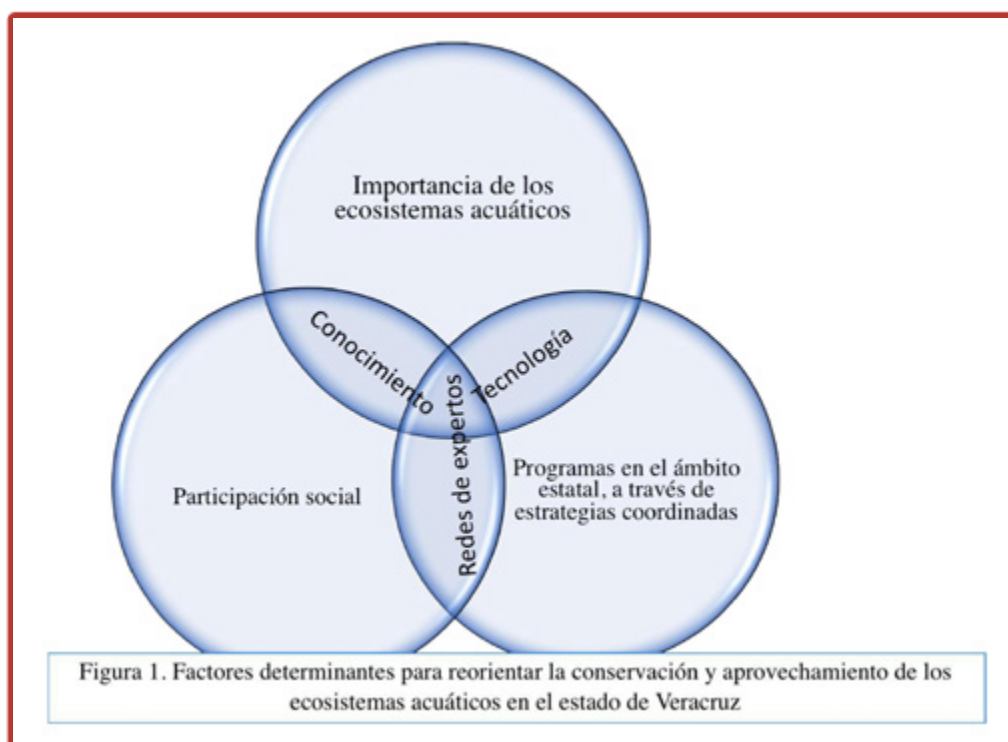 Importancia de los
ecosistemas acuáticos
Conocimiento
Tecnología
Redes de expertos
Participación social
Programas en el ámbito
estatal, a través de
estrategias coordinadas
Figura 1. Factores determinantes para reorientar la conservación y aprovechamiento de los
ecosistemas acuáticos en el estado de Veracruz